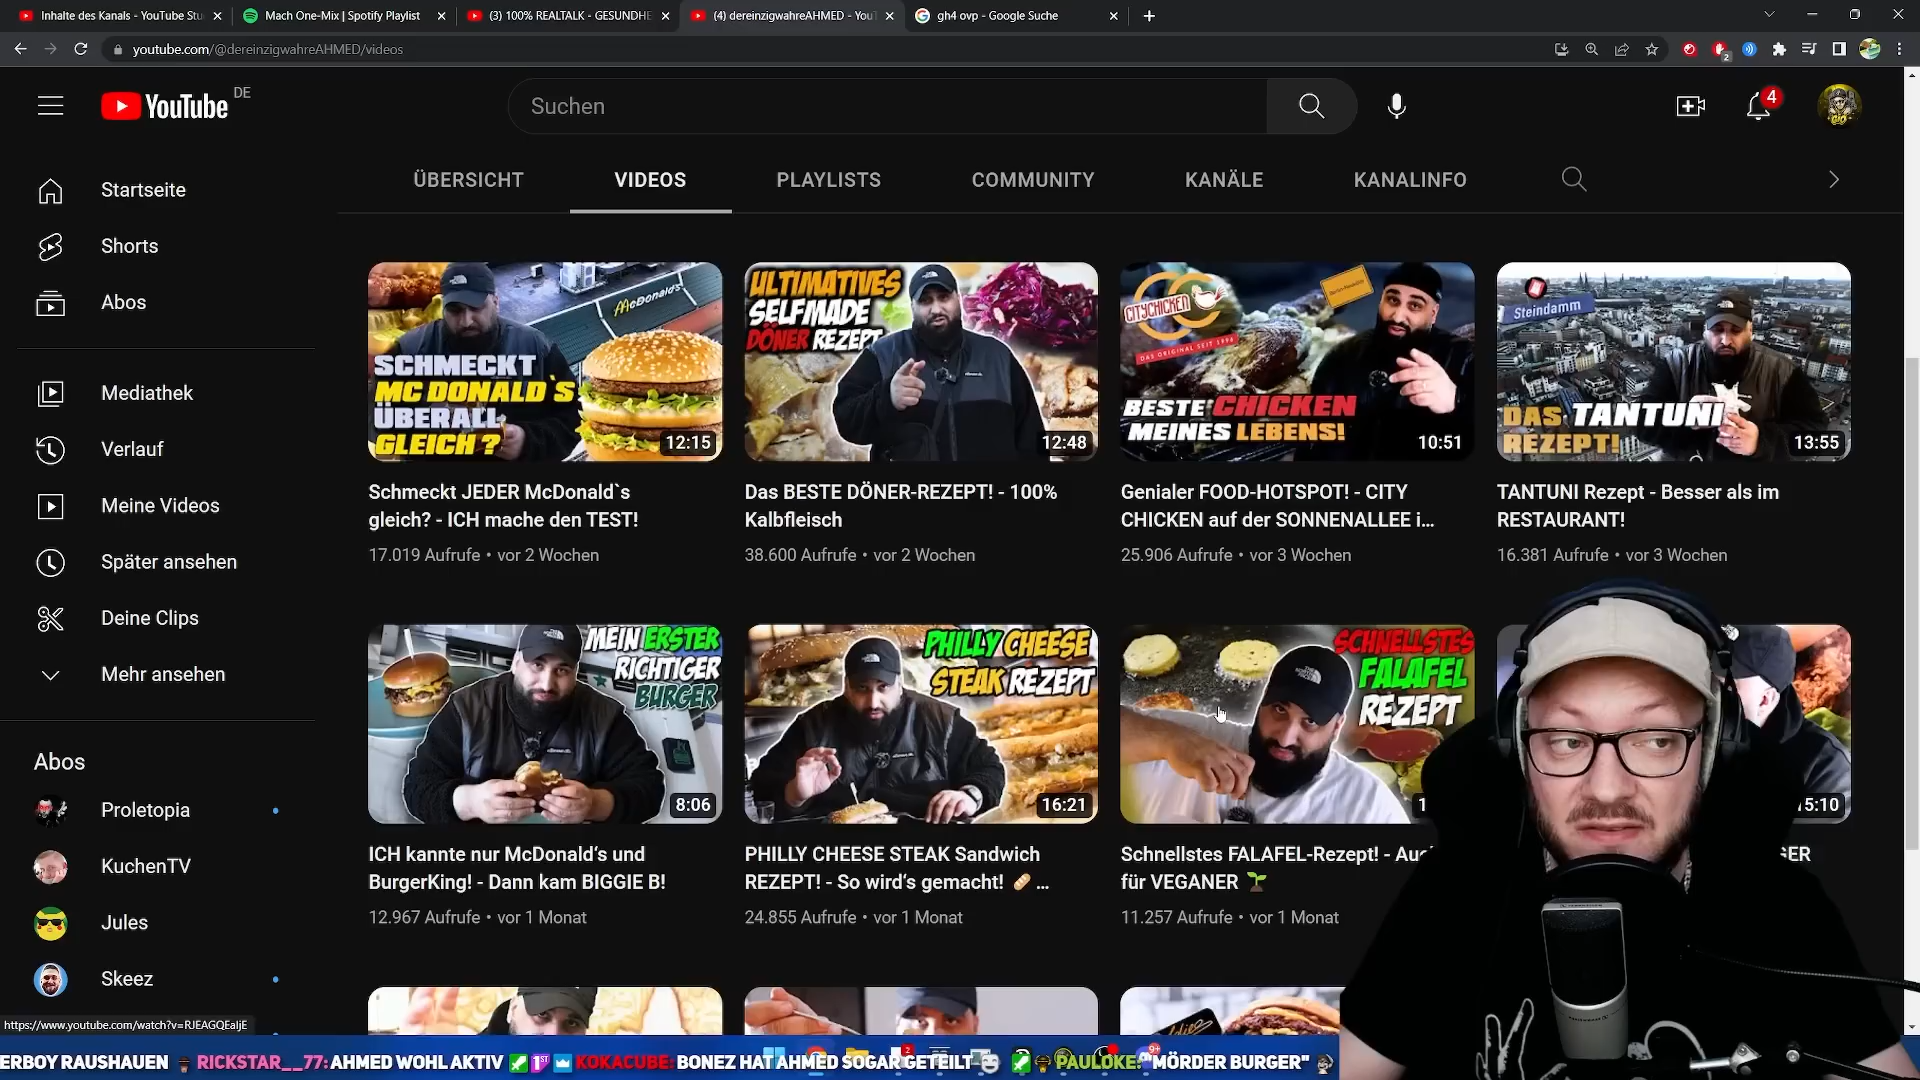 Inhalte des Kanals - YouTube Stu
Mach One-Mix | Spotify Playlist
(3) 100% REALTALK - GESUNDHE
(4) dereinzigwahreAHMED - YouT
gh4 ovp - Google Suche
youtube.com/@dereinzigwahreAHMED/videos
2
YouTube
DE
Suchen
4
ÜBERSICHT
VIDEOS
PLAYLISTS
COMMUNITY
KANÄLE
KANALINFO
Startseite
Shorts
Abos
Mediathek
Verlauf
Meine Videos
Später ansehen
Deine Clips
Mehr ansehen
Abos
Proletopia
KuchenTV
Jules
Skeez
McDonald's
SCHMECKT
MC DONALD`S
ÜBERALL
GLEICH?
12:15
Schmeckt JEDER McDonald`s
gleich? - ICH mache den TEST!
17.019 Aufrufe • vor 2 Wochen
ULTIMATIVES
SELFMADE
DÖNER REZEPT
12:48
Das BESTE DÖNER-REZEPT! - 100%
Kalbfleisch
38.600 Aufrufe • vor 2 Wochen
CITYCHICKEN
DAS ORIGINAL SEIT 1998
BESTE CHICKEN
MEINES LEBENS!
10:51
Genialer FOOD-HOTSPOT! - CITY
CHICKEN auf der SONNENALLEE i...
25.906 Aufrufe • vor 3 Wochen
Steindamm
DAS TANTUNI
REZEPT!
13:55
TANTUNI Rezept - Besser als im
RESTAURANT!
16.381 Aufrufe • vor 3 Wochen
MEIN ERSTER
RICHTIGER
BURGER
8:06
ICH kannte nur McDonald‘s und
BurgerKing! - Dann kam BIGGIE B!
12.967 Aufrufe • vor 1 Monat
PHILLY CHEESE
STEAK REZEPT
16:21
PHILLY CHEESE STEAK Sandwich
REZEPT! - So wird‘s gemacht! 🥖 ...
24.855 Aufrufe • vor 1 Monat
SCHNELLSTES
FALAFEL
REZEPT
Schnellstes FALAFEL-Rezept! - Auc
für VEGANER 🌱
11.257 Aufrufe • vor 1 Monat
5:10
GER
https://www.youtube.com/watch?v=RJEAGQEaljE
ERBOY RAUSHAUEN RICKSTAR__77: AHMED WOHL AKTIV KOKACUBE: BONEZ HAT AHMED SOGAR GETEILT PAULOKE: "MÖRDER BURGER"